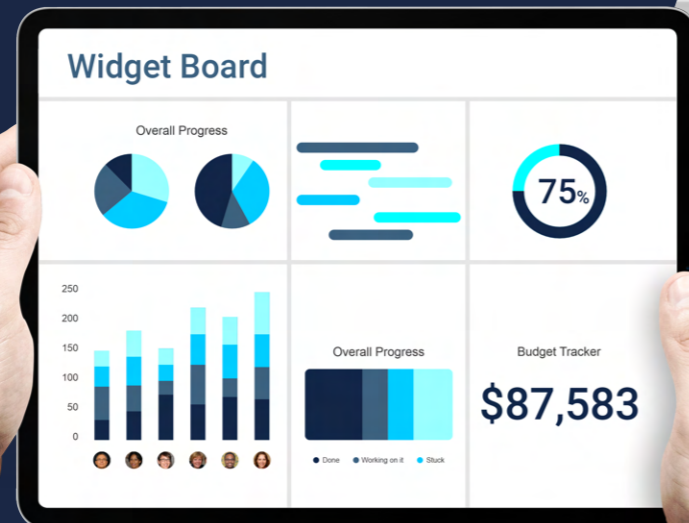 Widget Board
Overall Progress
75%
250
200
150
100
50
0
Overall Progress
Done Working on it Stuck
Budget Tracker
$87,583